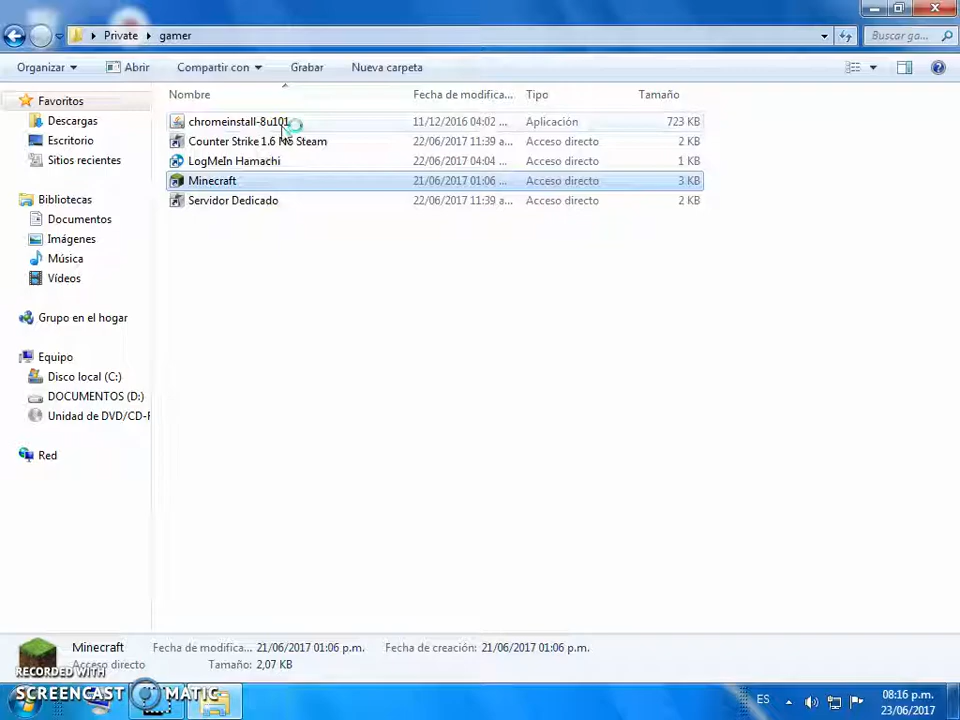 Private gamer Buscar ga...
Organizar Abrir Compartir con Grabar Nueva carpeta
Nombre Fecha de modifica... Tipo Tamaño
Favoritos
Descargas
Escritorio
Sitios recientes
Bibliotecas
Documentos
Imágenes
Música
Vídeos
Grupo en el hogar
Equipo
Disco local (C:)
DOCUMENTOS (D:)
Unidad de DVD/CD-R
Red
chromeinstall-8u101 11/12/2016 04:02 ... Aplicación 723 KB
Counter Strike 1.6 No Steam 22/06/2017 11:39 a... Acceso directo 2 KB
LogMeIn Hamachi 22/06/2017 04:04 ... Acceso directo 1 KB
Minecraft 21/06/2017 01:06 ... Acceso directo 3 KB
Servidor Dedicado 22/06/2017 11:39 a... Acceso directo 2 KB
Minecraft Fecha de modifica... 21/06/2017 01:06 p.m. Fecha de creación: 21/06/2017 01:06 p.m.
Acceso directo Tamaño: 2,07 KB
RECORDED WITH
SCREENCAST MATIC
ES 08:16 p.m.
23/06/2017